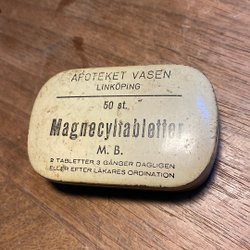 APOTEKET VASEN
LINKÖPING
50 st.
Magnecyltabletter
M. B.
2 TABLETTER 3 GÅNGER DAGLIGEN
ELLER EFTER LÄKARES ORDINATION